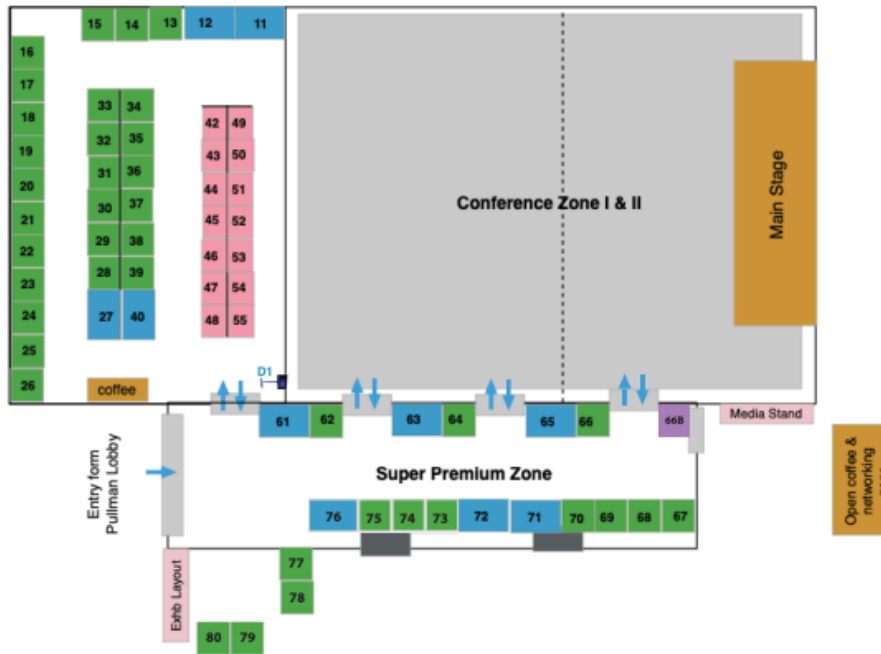 15 14 13 12 11
16
17
18
19
20
21
22
23
24
25
26
33 34
32 35
31 36
30 37
29 38
28 39
27 40
42 49
43 50
44 51
45 52
46 53
47 54
48 55
Conference Zone I & II
Main Stage
coffee
D1
61 62 63 64 65 66 66B
Media Stand
Entry form
Pullman Lobby
Super Premium Zone
Open coffee &
networking
76 75 74 73 72 71 70 69 68 67
Exhb Layout
77
78
80 79